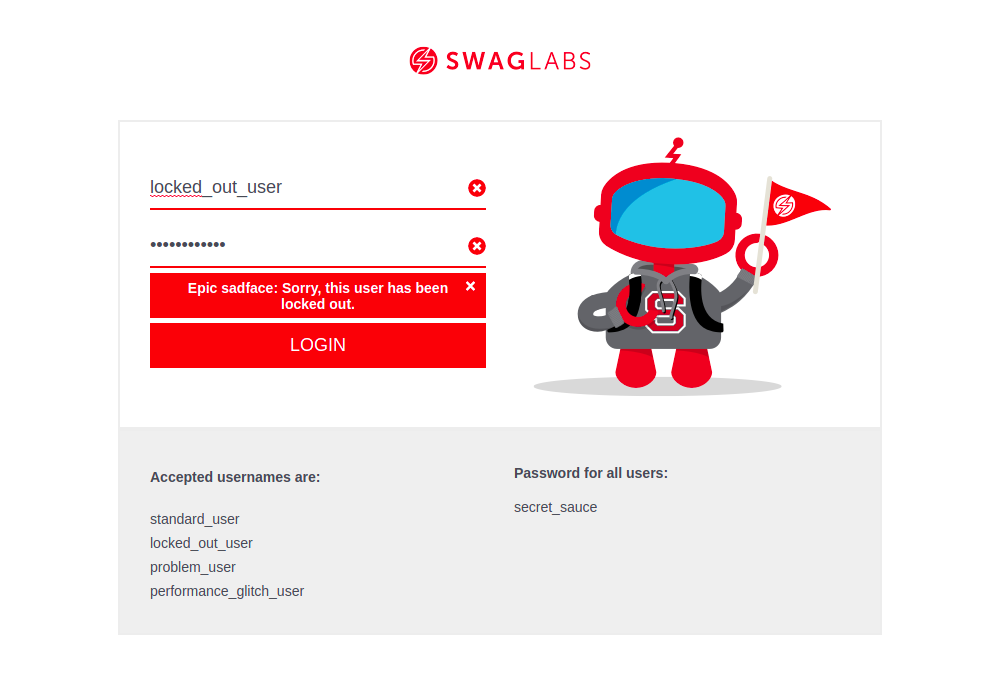 SWAGLABS
locked_out_user
••••••••••••
Epic sadface: Sorry, this user has been
locked out.
LOGIN
Accepted usernames are:
standard_user
locked_out_user
problem_user
performance_glitch_user
Password for all users:
secret_sauce